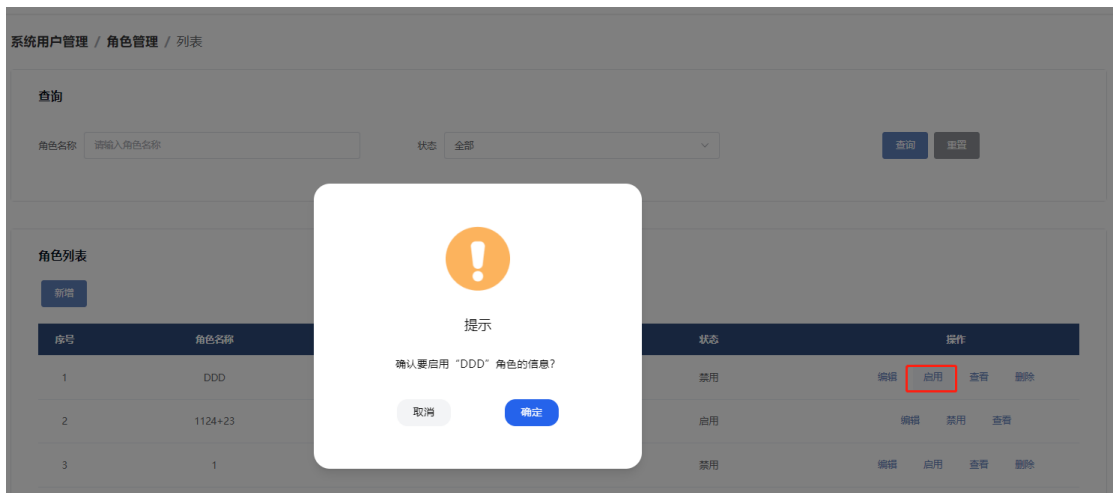 系统用户管理 / 角色管理 / 列表
查询
角色名称 请输入角色名称 状态 全部 查询 重置
角色列表
新增
提示
确认要启用“DDD”角色的信息?
取消 确定
序号 角色名称 状态 操作
1 DDD 禁用 编辑 启用 查看 删除
2 1124+23 启用 编辑 禁用 查看
3 1 禁用 编辑 启用 查看 删除